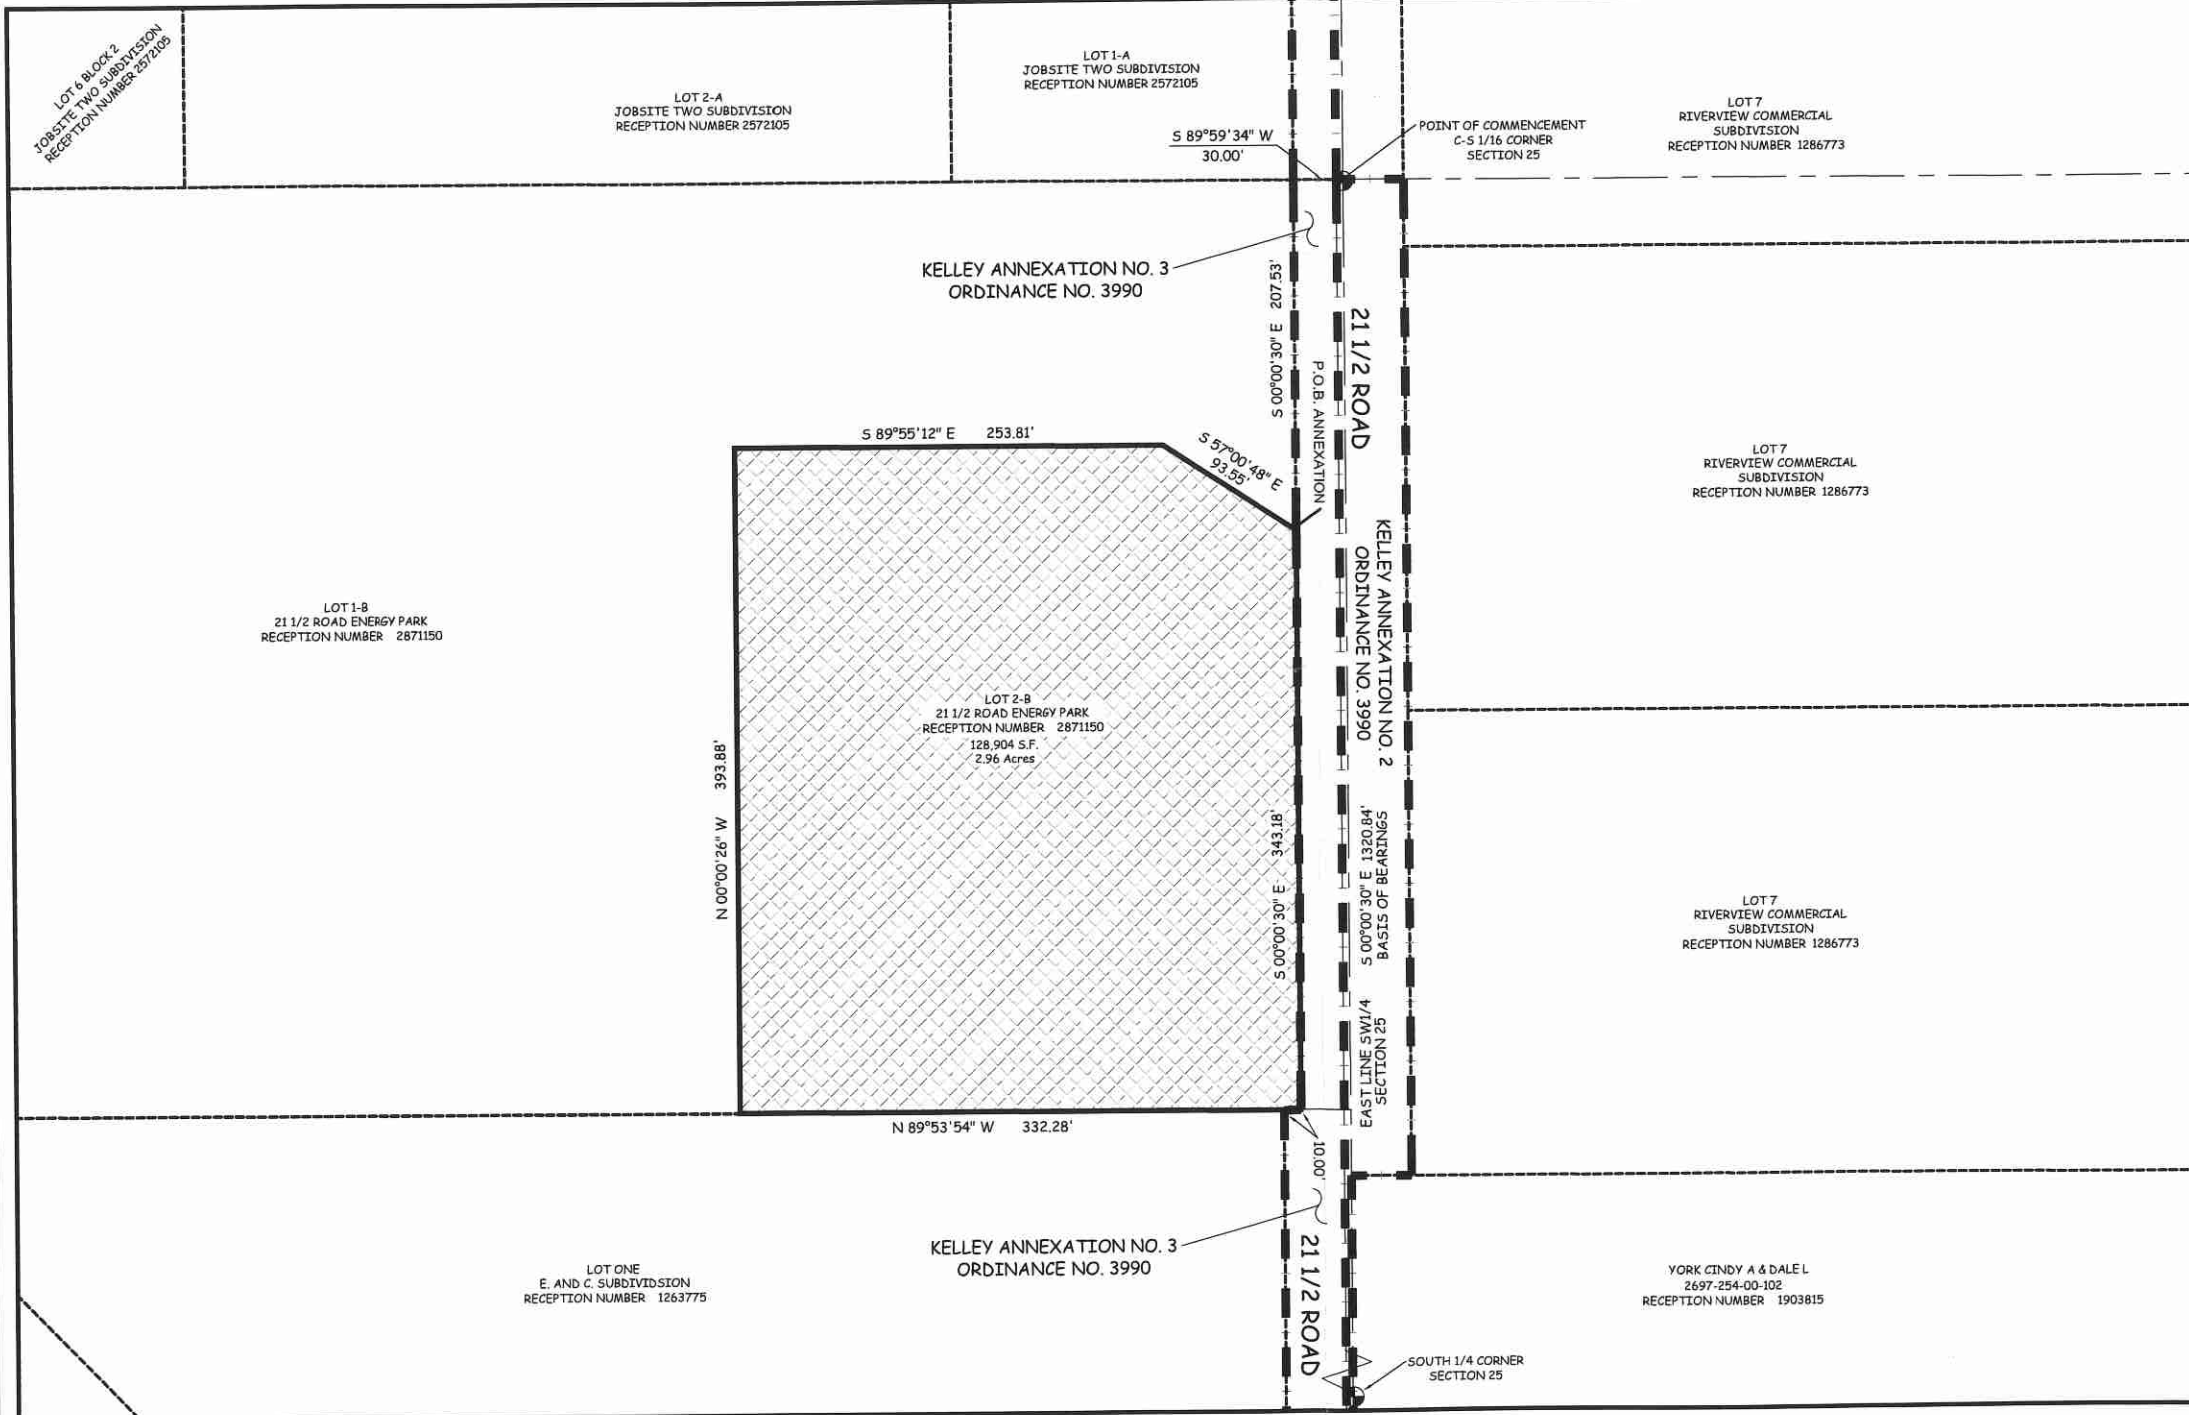 LOT 6 BLOCK 2
JOBSITE TWO SUBDIVISION
RECEPTION NUMBER 2572105
LOT 2-A
JOBSITE TWO SUBDIVISION
RECEPTION NUMBER 2572105
LOT 1-A
JOBSITE TWO SUBDIVISION
RECEPTION NUMBER 2572105
S 89°59'34" W
30.00'
POINT OF COMMENCEMENT
C-S 1/16 CORNER
SECTION 25
LOT 7
RIVERVIEW COMMERCIAL
SUBDIVISION
RECEPTION NUMBER 1286773
KELLEY ANNEXATION NO. 3
ORDINANCE NO. 3990
S 00°00'30" E 207.53'
P.O.B. ANNEXATION
21 1/2 ROAD
S 89°55'12" E 253.81'
S 57°00'48" E
93.55'
LOT 7
RIVERVIEW COMMERCIAL
SUBDIVISION
RECEPTION NUMBER 1286773
KELLEY ANNEXATION NO. 2
ORDINANCE NO. 3990
LOT 1-B
21 1/2 ROAD ENERGY PARK
RECEPTION NUMBER 2871150
LOT 2-B
21 1/2 ROAD ENERGY PARK
RECEPTION NUMBER 2871150
128,904 S.F.
2.96 Acres
N 00°00'26" W 393.88'
S 00°00'30" E 343.18'
S 00°00'30" E 1320.84'
BASIS OF BEARINGS
EAST LINE SW1/4
SECTION 25
LOT 7
RIVERVIEW COMMERCIAL
SUBDIVISION
RECEPTION NUMBER 1286773
N 89°53'54" W 332.28'
10.00'
KELLEY ANNEXATION NO. 3
ORDINANCE NO. 3990
21 1/2 ROAD
LOT ONE
E. AND C. SUBDIVIDSION
RECEPTION NUMBER 1263775
YORK CINDY A & DALE L
2697-254-00-102
RECEPTION NUMBER 1903815
SOUTH 1/4 CORNER
SECTION 25